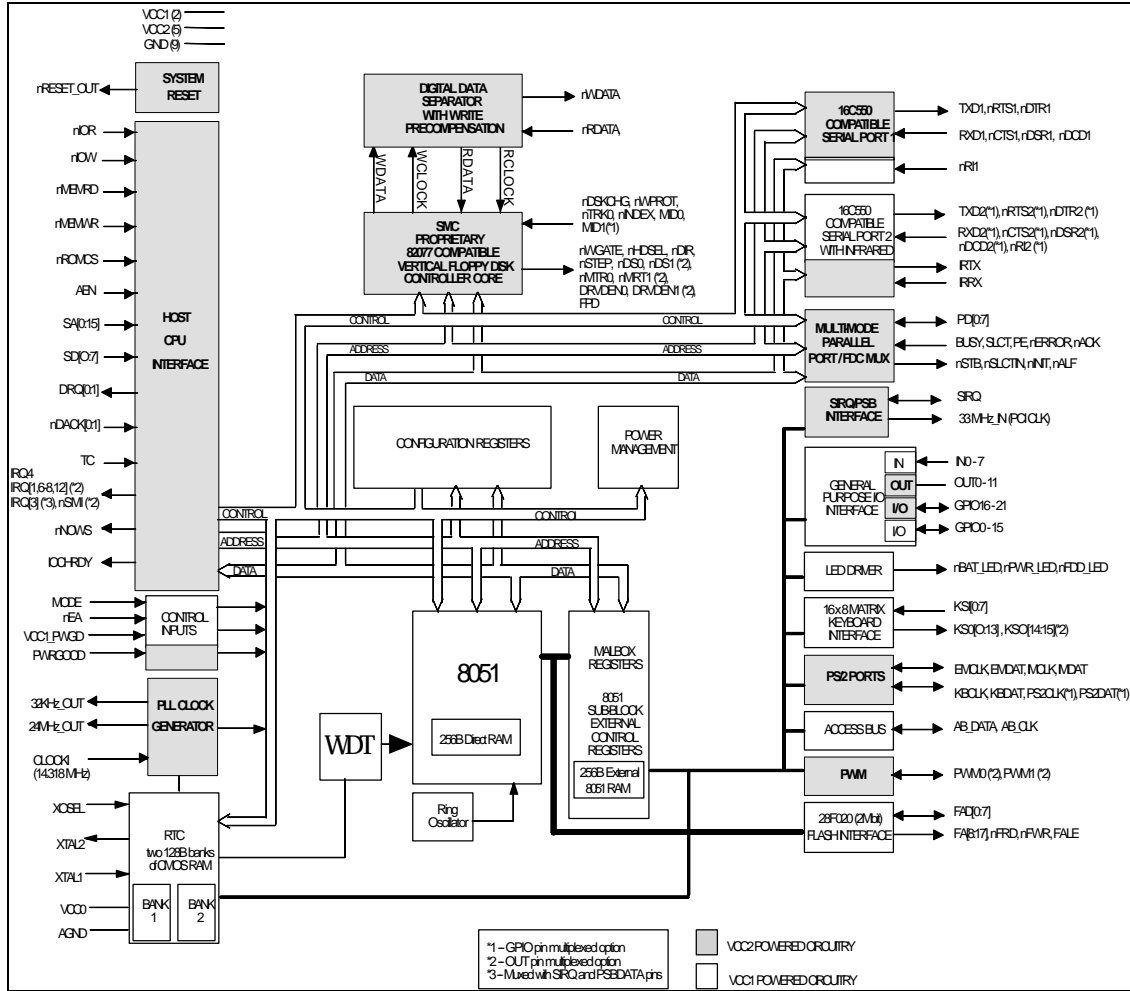 VCC1 (2)
VCC2 (5)
GND (9)
SYSTEM
RESET
nRESET_OUT
nIOR
nIOW
nMEMRD
nMEMWR
nROMCS
AEN
SA[0:15]
SD[O:7]
DRQ[0:1]
nDACK[0:1]
TC
IRQ4
IRQ[1,6-8,12] (*2)
IRQ[3] (*3), nSMI (*2)
nNOWS
IOCHRDY
HOST
CPU
INTERFACE
MODE
nEA
VCC1_PWGD
PWRGOOD
CONTROL
INPUTS
32KHz_OUT
24MHz_OUT
CLOCKI
(14.318 MHz)
PLL CLOCK
GENERATOR
XOSEL
XTAL2
XTAL1
VCC0
AGND
RTC
two 128B banks
of CMOS RAM
BANK
1
BANK
2
DIGITAL DATA
SEPARATOR
WITH WRITE
PRECOMPENSATION
nWDATA
nRDATA,
WDATA
WCLOCK
RDATA
RCLOCK
SMC
PROPRIETARY
82077 COMPATIBLE
VERTICAL FLOPPY DISK
CONTROLLER CORE
nDSKCHG, nWPROT,
nTRK0, nINDEX, MID0,
MID1(*1)
nWGATE, nHDSEL, nDIR,
nSTEP, nDS0, nDS1 (*2),
nMTR0, nMRT1 (*2),
DRVDEN0, DRVDEN1 (*2),
FPD
CONTROL
ADDRESS
DATA
CONTROL
ADDRESS
DATA
CONFIGURATION REGISTERS
POWER
MANAGEMENT
CONTROL
ADDRESS
DATA
CONTROL
ADDRESS
DATA
8051
256B Direct RAM
WDT
Ring
Oscillator
MAILBOX
REGISTERS
8051
SUBBLOCK
EXTERNAL
CONTROL
REGISTERS
256B External
8051 RAM
16C550
COMPATIBLE
SERIAL PORT 1
TXD1, nRTS1, nDTR1
RXD1, nCTS1, nDSR1, nDCD1
nRI1
16C550
COMPATIBLE
SERIAL PORT 2
WITH INFRARED
TXD2(*1), nRTS2(*1), nDTR2 (*1)
RXD2(*1), nCTS2(*1), nDSR2(*1),
nDCD2(*1), nRI2 (*1)
IRTX
IRRX
MULTI-MODE
PARALLEL
PORT / FDC MUX
PD[0:7]
BUSY, SLCT, PE, nERROR, nACK
nSTB, nSLCTIN, nINIT, nALF
SIRQ/PSB
INTERFACE
SIRQ
33 MHz_IN (PCI CLK)
GENERAL
PURPOSE I/O
INTERFACE
IN
OUT
I/O
I/O
IN0 - 7
OUT0 - 11
GPIO16 - 21
GPIO0 - 15
LED DRIVER
nBAT_LED, nPWR_LED, nFDD_LED
16 x 8 MATRIX
KEYBOARD
INTERFACE
KSI[0:7]
KS0[O:13] , KSO[14:15](*2)
PS/2 PORTS
EMCLK, EMDAT, MCLK, MDAT
KBCLK, KBDAT, PS2CLK(*1), PS2DAT(*1)
ACCESS BUS
AB_DATA, AB_CLK
PWM
PWM0 (*2), PWM1 (*2)
28F020 (2Mbit)
FLASH INTERFACE
FAD[0:7]
FA[8:17], nFRD, nFWR, FALE
*1 - GPIO pin multiplexed option
*2 - OUT pin multiplexed option
*3 - Muxed with SIRQ and PSBDATA pins
VCC2 POWERED CIRCUITRY
VCC1 POWERED CIRCUITRY